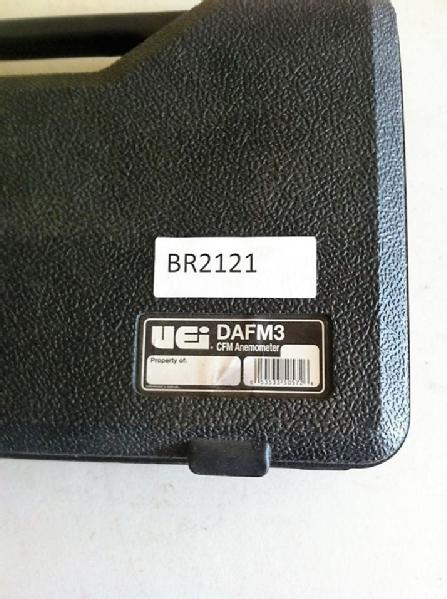 BR2121
UEi DAFM3
CFM Anemometer
Property of: